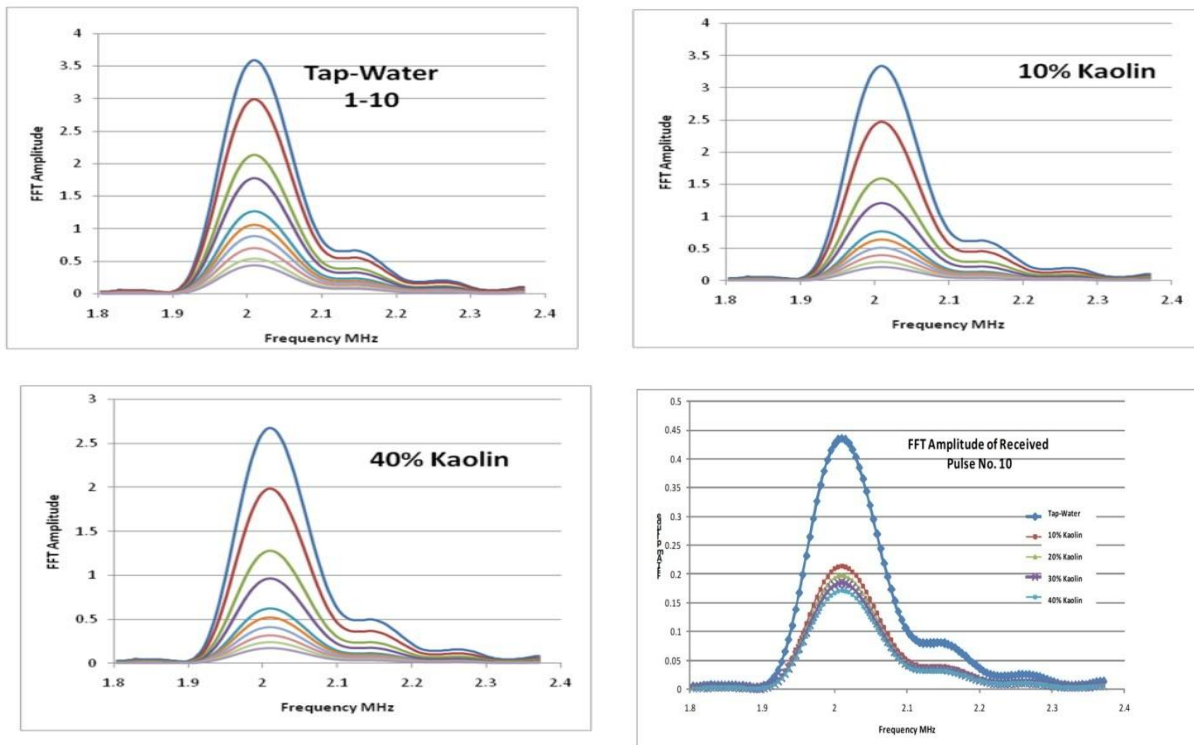 4
3.5
3
2.5
2
1.5
1
0.5
0
FFT Amplitude
Tap-Water
1-10
1.8 1.9 2 2.1 2.2 2.3 2.4
Frequency MHz
4
3.5
3
2.5
2
1.5
1
0.5
0
FFT Amplitude
10% Kaolin
1.8 1.9 2 2.1 2.2 2.3 2.4
Frequency MHz
3
2.5
2
1.5
1
0.5
0
FFT Amplitude
40% Kaolin
1.8 1.9 2 2.1 2.2 2.3 2.4
Frequency MHz
0.5
0.45
0.4
0.35
0.3
0.25
0.2
0.15
0.1
0.05
0
FFT Amplitude of Received
Pulse No. 10
Tap-Water
10% Kaolin
20% Kaolin
30% Kaolin
40% Kaolin
1.8 1.9 2 2.1 2.2 2.3 2.4
Frequency MHz